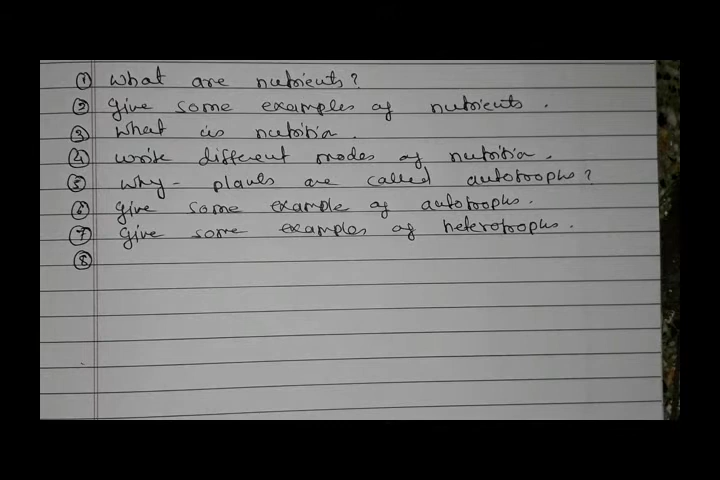 ① What are nutrients?
② Give some examples of nutrients.
③ What is nutrition.
④ write different modes of nutrition.
⑤ Why - plants are called autotrophs?
⑥ Give some example of autotrophs.
⑦ Give some examples of heterotrophs.
⑧